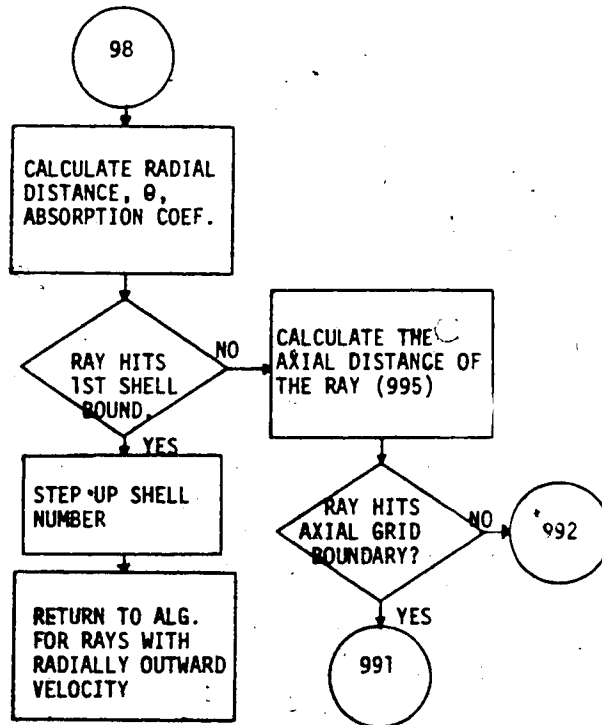 98
CALCULATE RADIAL
DISTANCE, θ,
ABSORPTION COEF.
RAY HITS
1ST SHELL
BOUND.
NO
YES
CALCULATE THE
AXIAL DISTANCE OF
THE RAY (995)
STEP UP SHELL
NUMBER
RAY HITS
AXIAL GRID
BOUNDARY?
NO
992
YES
991
RETURN TO ALG.
FOR RAYS WITH
RADIALLY OUTWARD
VELOCITY